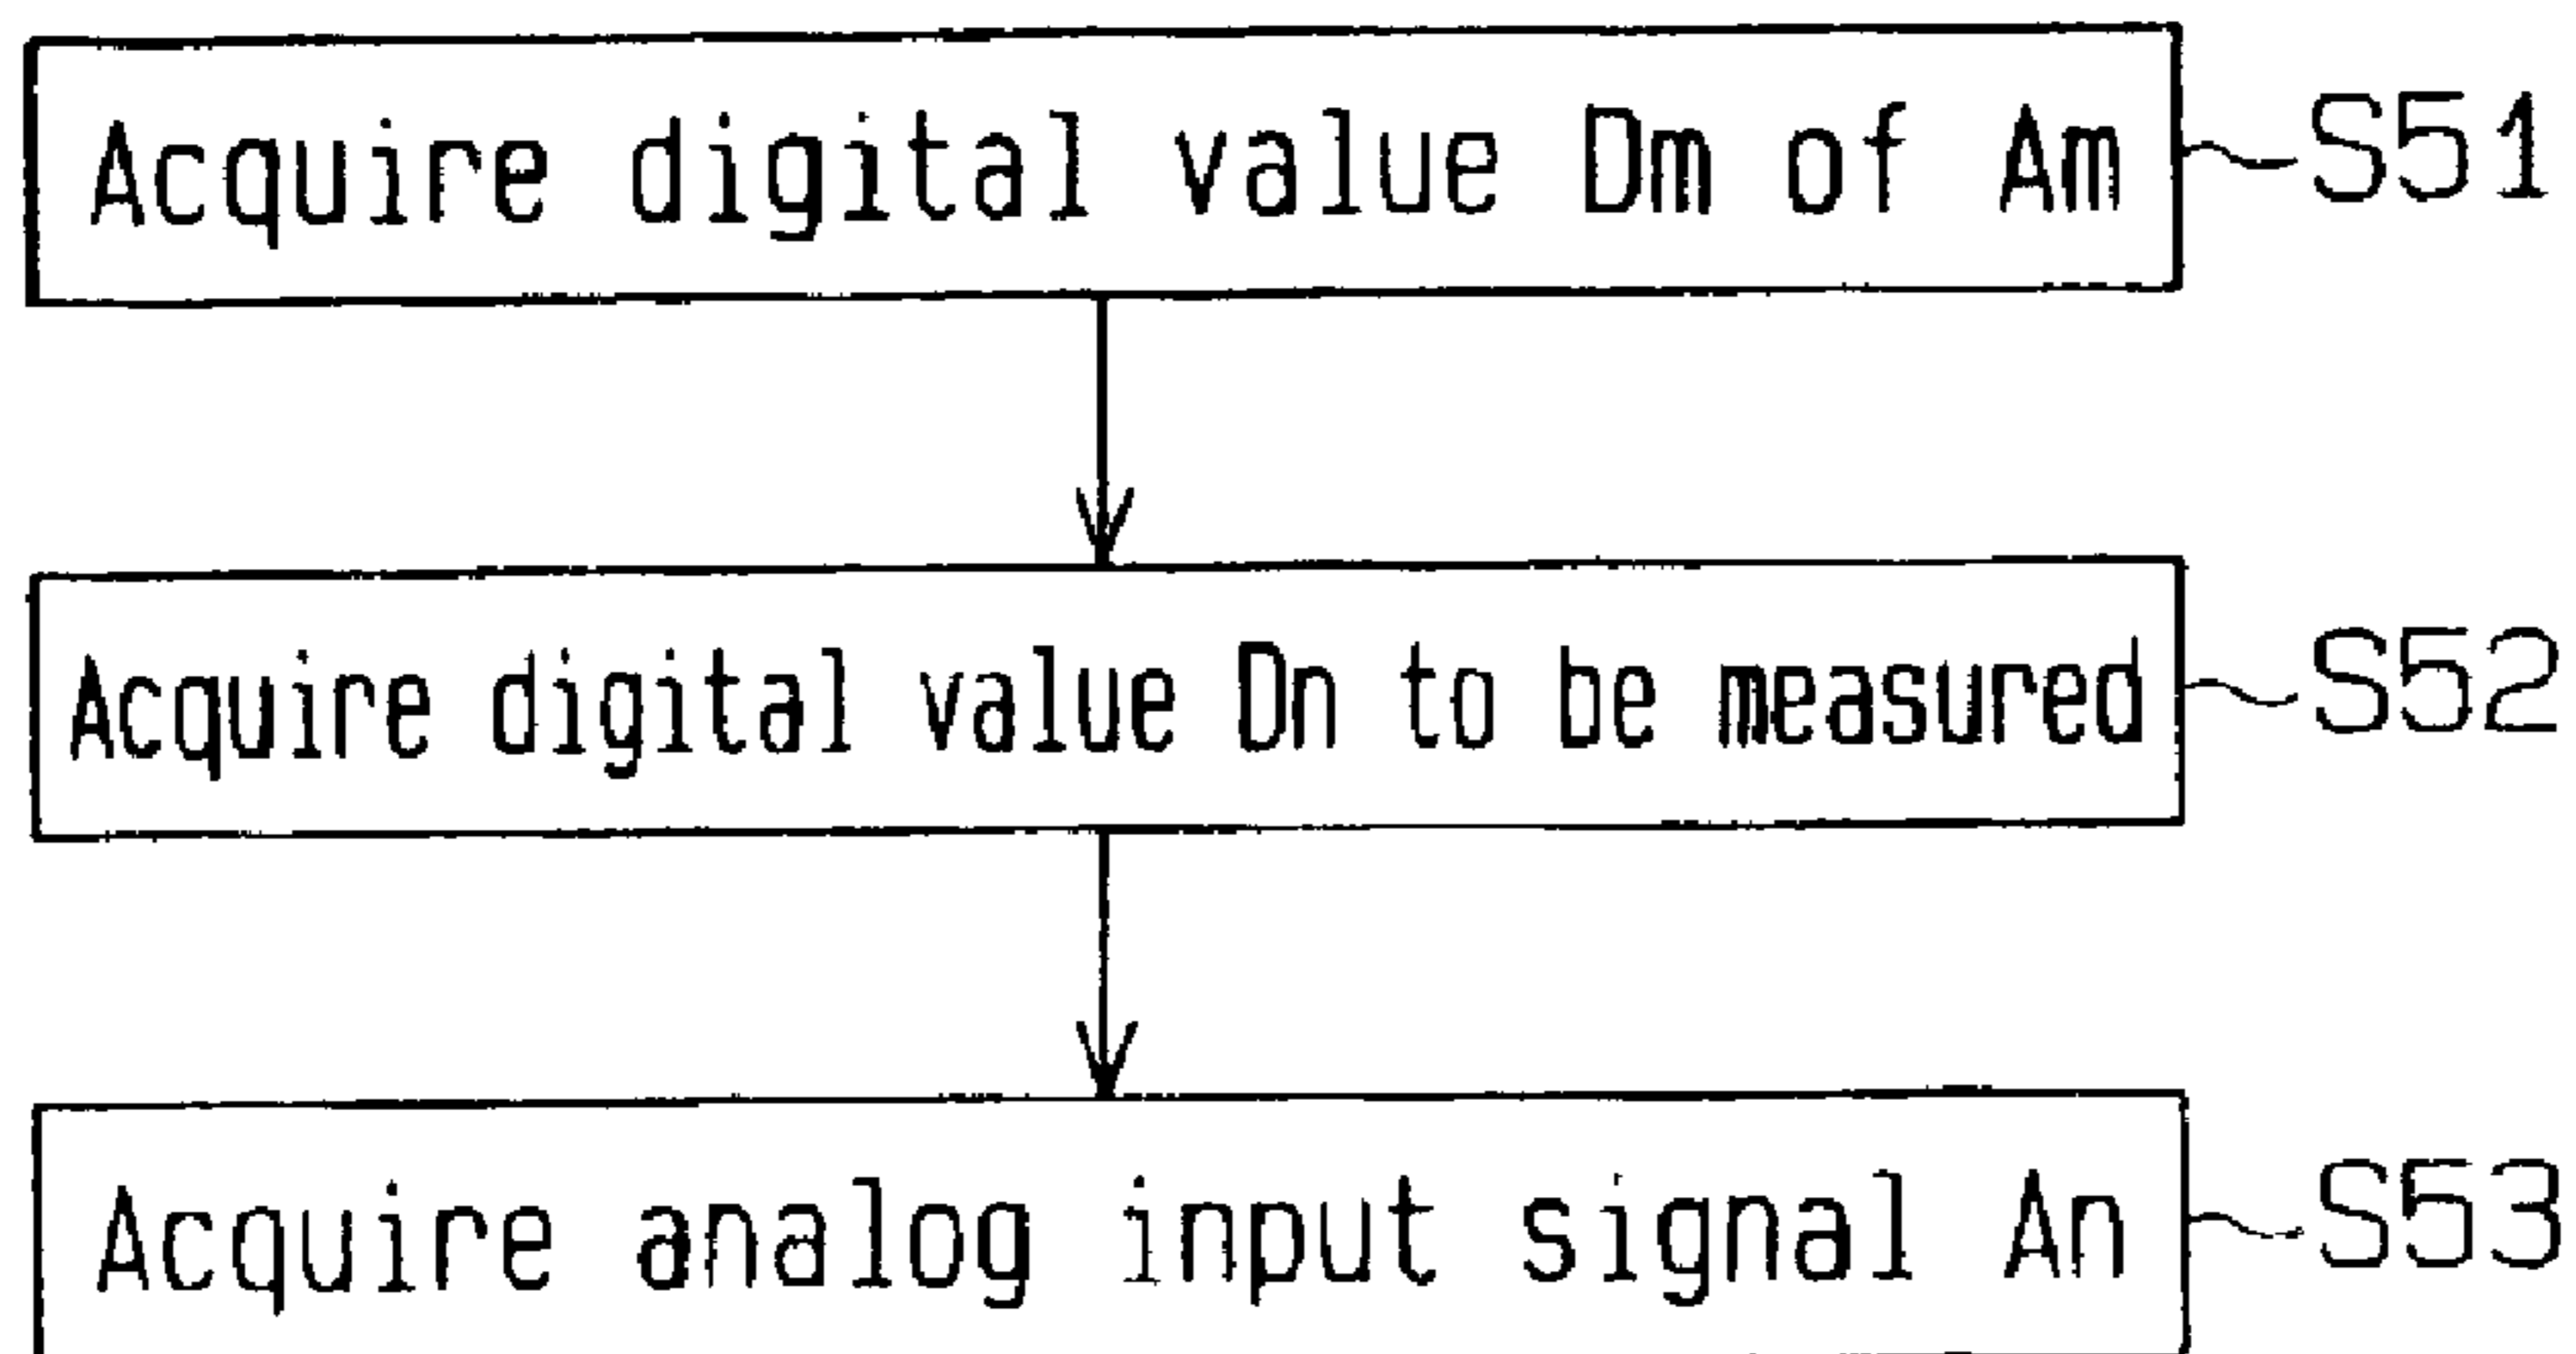 Acquire digital value Dm of Am S51
Acquire digital value Dn to be measured S52
Acquire analog input signal An S53